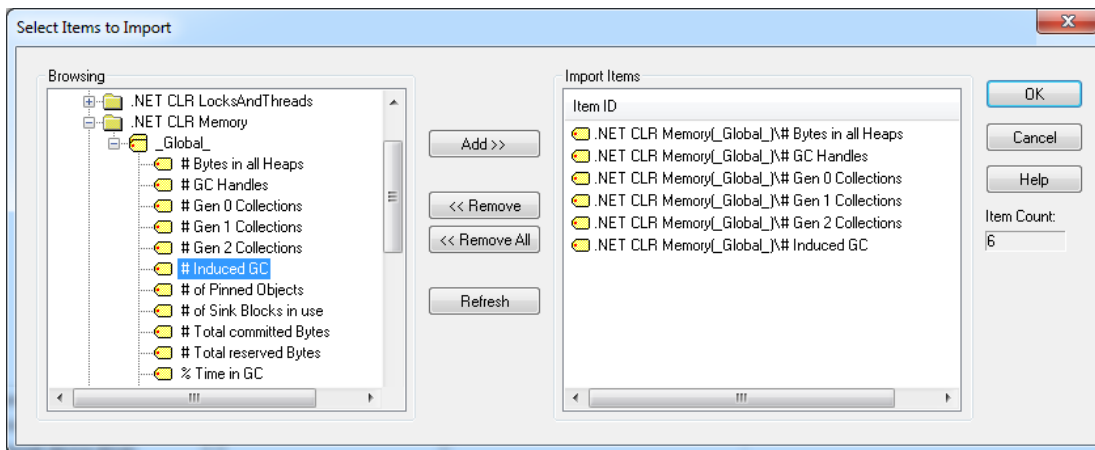 Select Items to Import
Browsing
.NET CLR LocksAndThreads
.NET CLR Memory
_Global_
# Bytes in all Heaps
# GC Handles
# Gen 0 Collections
# Gen 1 Collections
# Gen 2 Collections
# Induced GC
# of Pinned Objects
# of Sink Blocks in use
# Total committed Bytes
# Total reserved Bytes
% Time in GC
Add >>
<< Remove
<< Remove All
Refresh
Import Items
Item ID
.NET CLR Memory(_Global_)\# Bytes in all Heaps
.NET CLR Memory(_Global_)\# GC Handles
.NET CLR Memory(_Global_)\# Gen 0 Collections
.NET CLR Memory(_Global_)\# Gen 1 Collections
.NET CLR Memory(_Global_)\# Gen 2 Collections
.NET CLR Memory(_Global_)\# Induced GC
OK
Cancel
Help
Item Count:
6